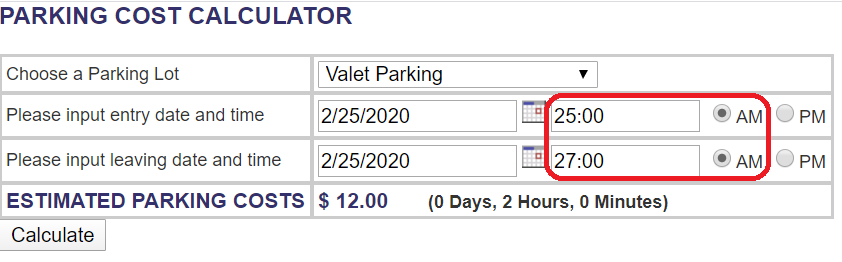 PARKING COST CALCULATOR
Choose a Parking Lot Valet Parking
Please input entry date and time 2/25/2020 25:00 AM PM
Please input leaving date and time 2/25/2020 27:00 AM PM
ESTIMATED PARKING COSTS $ 12.00 (0 Days, 2 Hours, 0 Minutes)
Calculate